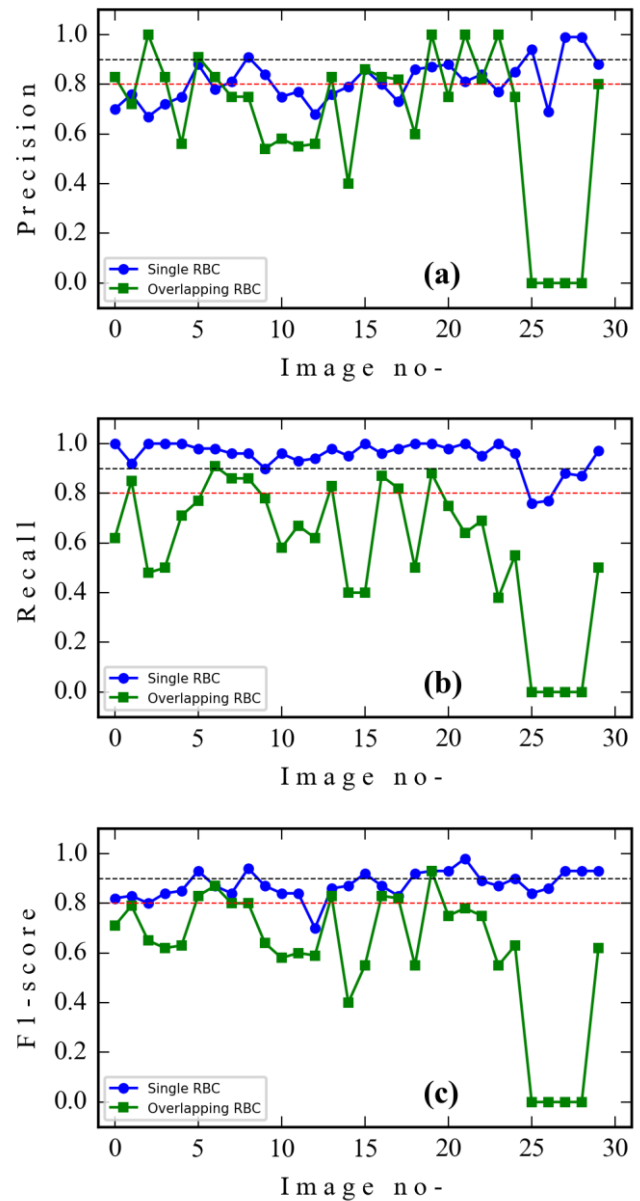 1.0
0.8
0.6
0.4
0.2
0.0
Precision
Single RBC
Overlapping RBC
(a)
0 5 10 15 20 25 30
Image no-
1.0
0.8
0.6
0.4
0.2
0.0
Recall
Single RBC
Overlapping RBC
(b)
0 5 10 15 20 25 30
Image no-
1.0
0.8
0.6
0.4
0.2
0.0
F1-score
Single RBC
Overlapping RBC
(c)
0 5 10 15 20 25 30
Image no-